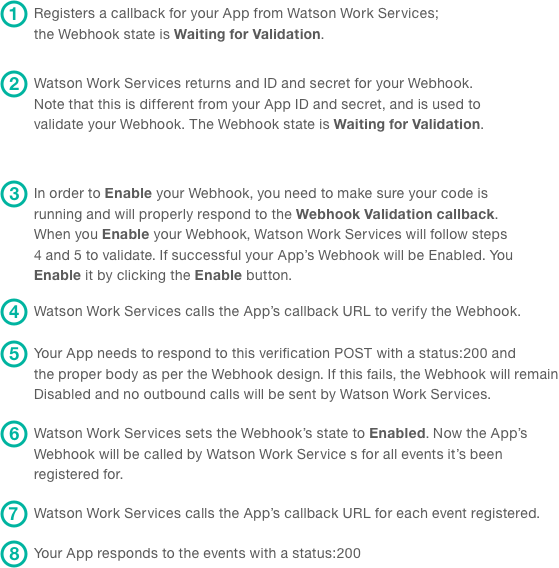 1 Registers a callback for your App from Watson Work Services;
the Webhook state is Waiting for Validation.
2 Watson Work Services returns and ID and secret for your Webhook.
Note that this is different from your App ID and secret, and is used to
validate your Webhook. The Webhook state is Waiting for Validation.
3 In order to Enable your Webhook, you need to make sure your code is
running and will properly respond to the Webhook Validation callback.
When you Enable your Webhook, Watson Work Services will follow steps
4 and 5 to validate. If successful your App's Webhook will be Enabled. You
Enable it by clicking the Enable button.
4 Watson Work Services calls the App's callback URL to verify the Webhook.
5 Your App needs to respond to this verification POST with a status:200 and
the proper body as per the Webhook design. If this fails, the Webhook will remain
Disabled and no outbound calls will be sent by Watson Work Services.
6 Watson Work Services sets the Webhook's state to Enabled. Now the App's
Webhook will be called by Watson Work Service s for all events it's been
registered for.
7 Watson Work Services calls the App's callback URL for each event registered.
8 Your App responds to the events with a status:200